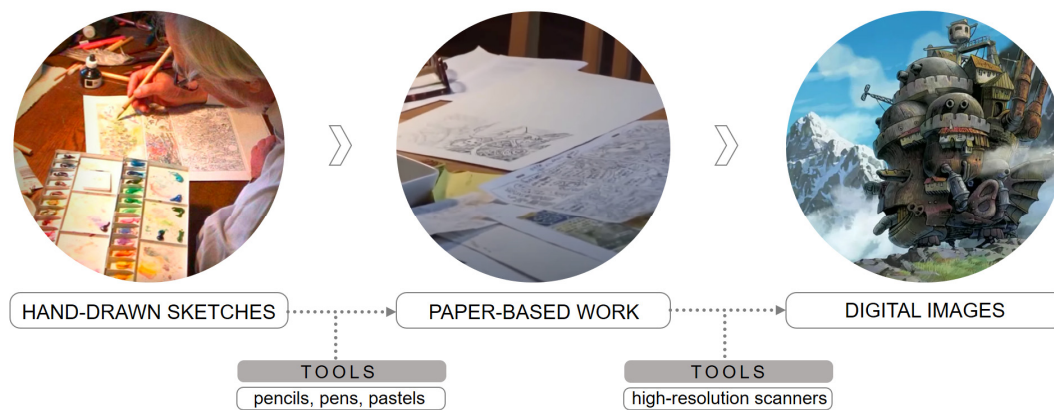 HAND-DRAWN SKETCHES
PAPER-BASED WORK
DIGITAL IMAGES
TOOLS
pencils, pens, pastels
TOOLS
high-resolution scanners